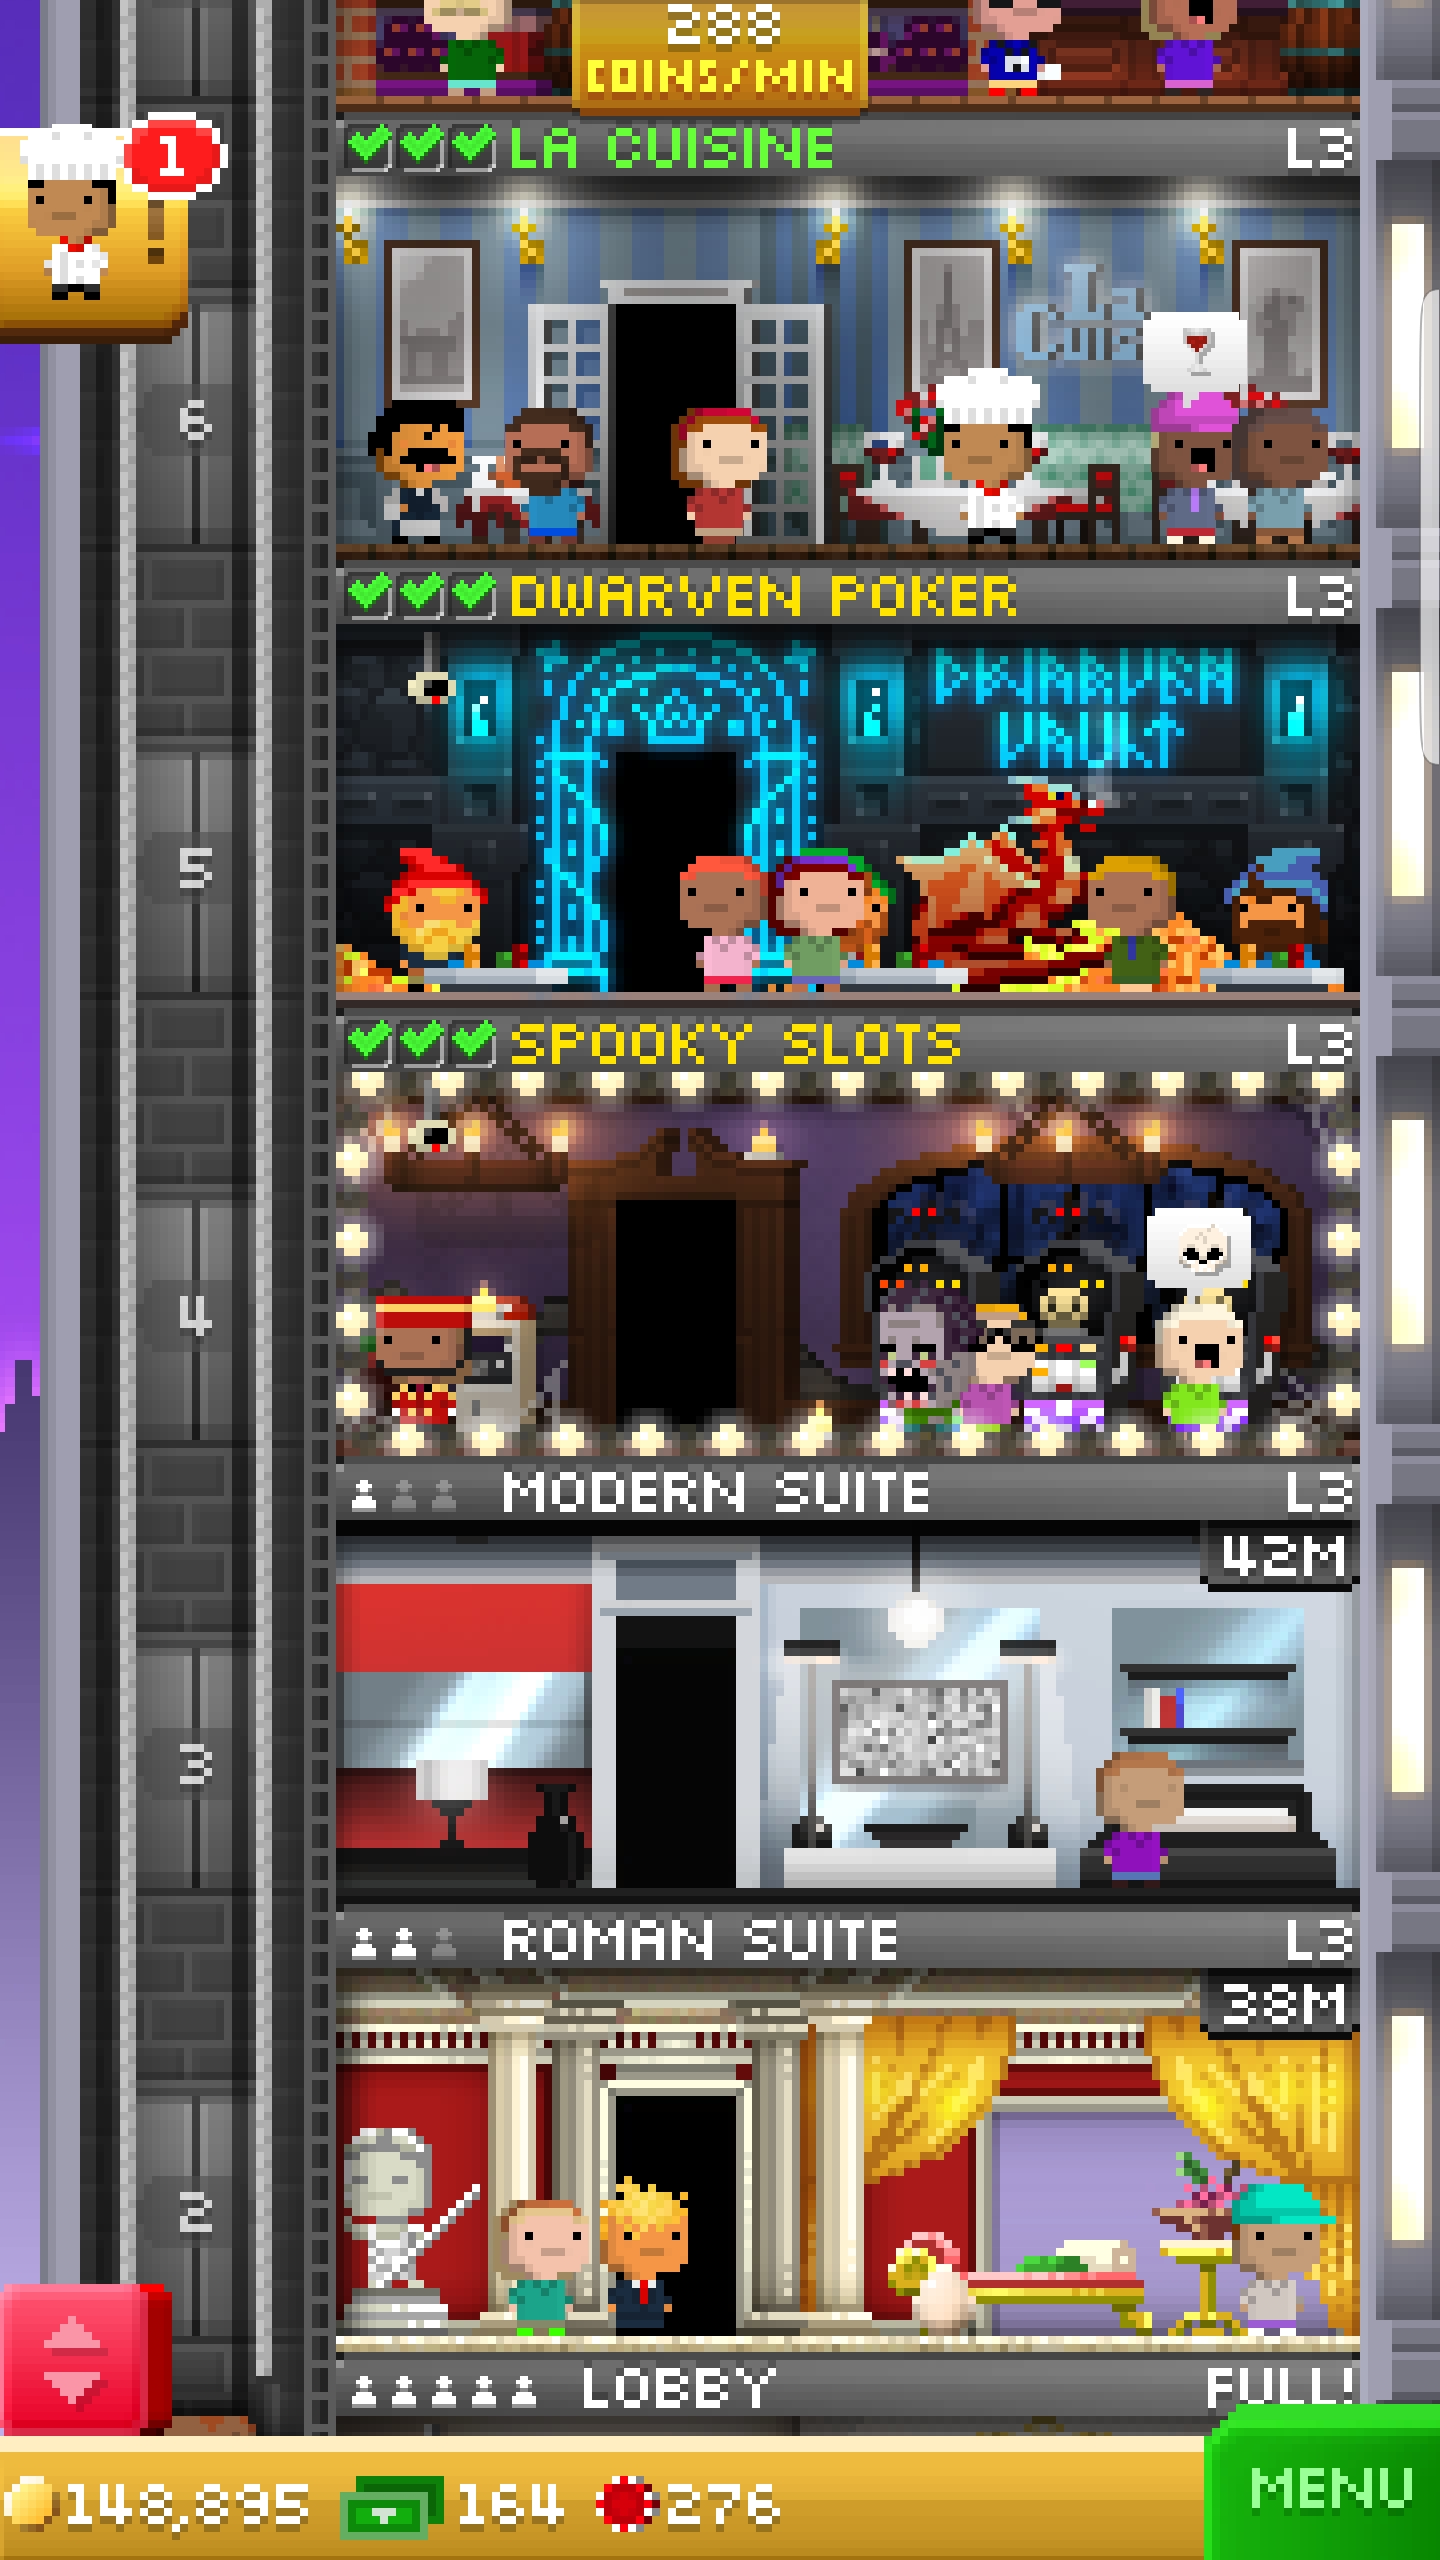 288
COINS/MIN
1
!
LA CUISINE L3
La
6
DWARVEN POKER L3
DWARVEN
VAULT
5
SPOOKY SLOTS L3
4
MODERN SUITE L3
42M
3
ROMAN SUITE L3
38M
2
LOBBY FULL!
148,895 164 276
MENU